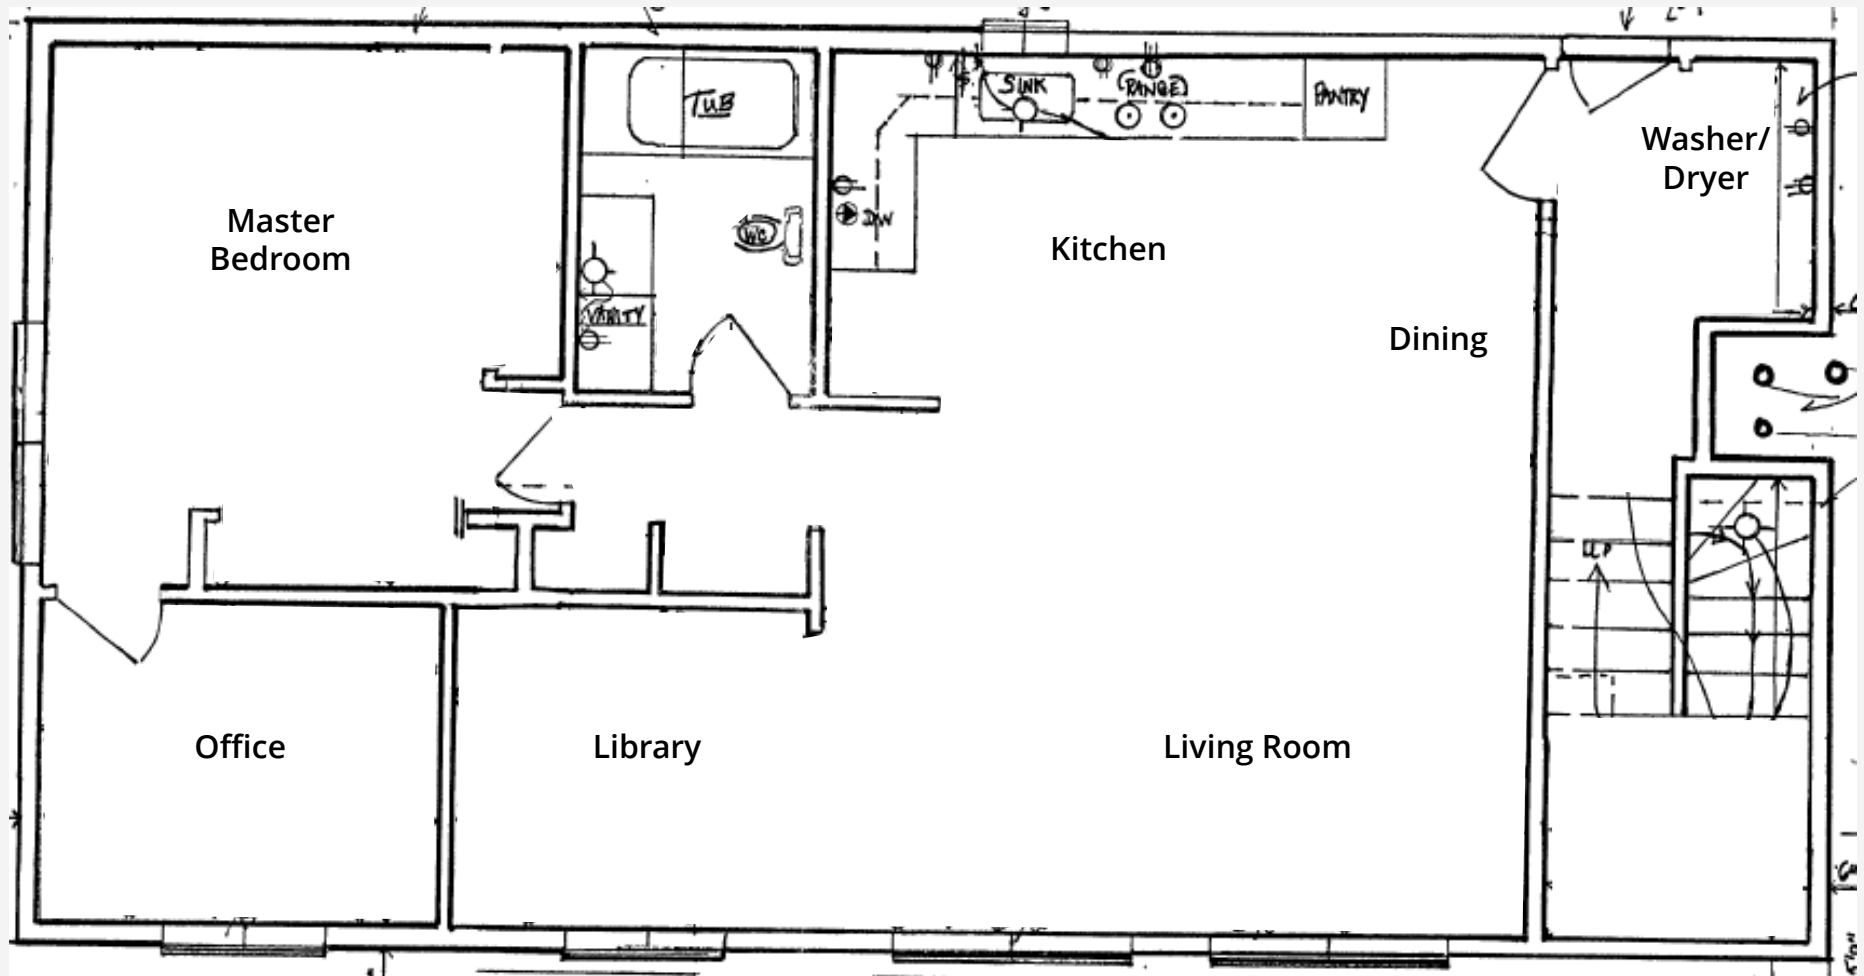 TUB
SINK
(RANGE)
PANTRY
Washer/
Dryer
Master
Bedroom
WC
DW
Kitchen
VANITY
Dining
UP
Office
Library
Living Room